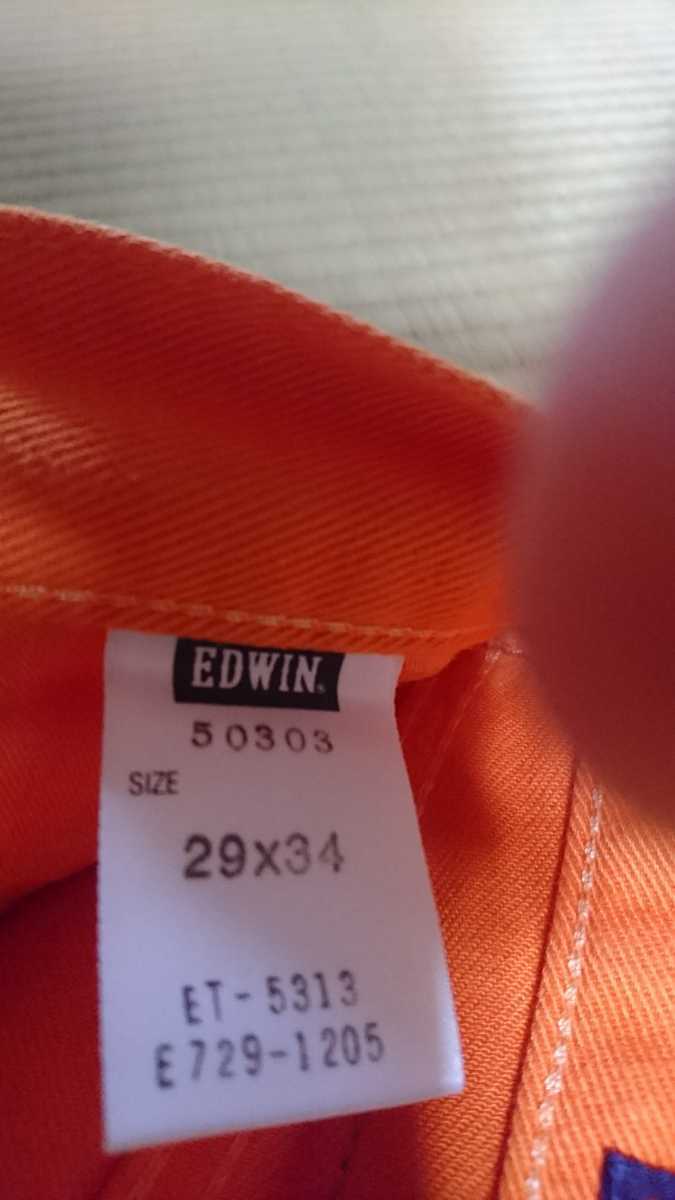 EDWIN.
50303
SIZE
29x34
ET-5313
E729-1205